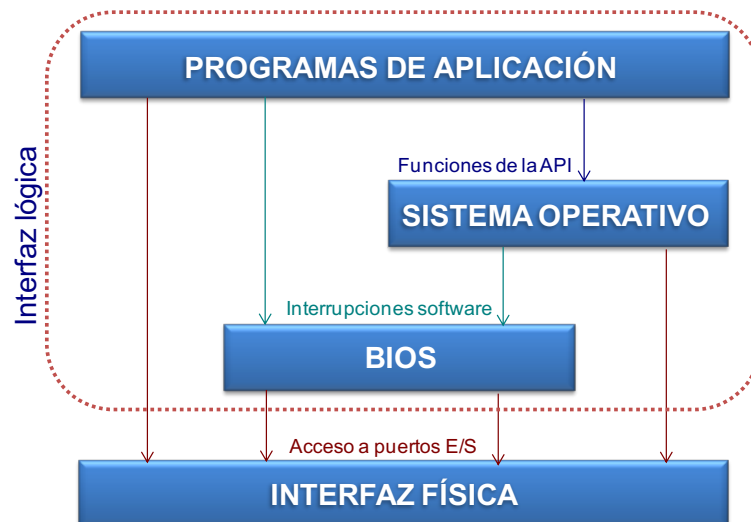 PROGRAMAS DE APLICACIÓN
Interfaz lógica
Funciones de la API
SISTEMA OPERATIVO
Interrupciones software
BIOS
Acceso a puertos E/S
INTERFAZ FÍSICA